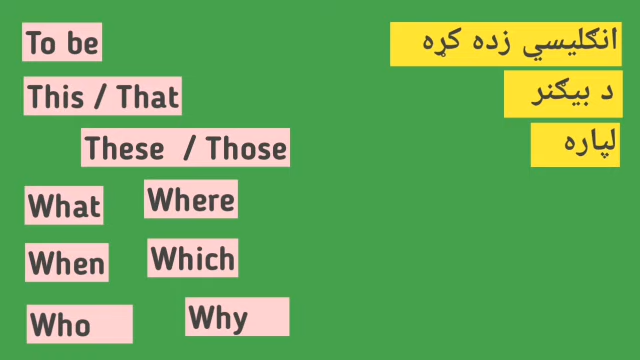 To be
This / That
These / Those
What Where
When Which
Who Why
انګلیسي زده کړه
د بیګنر
لپاره